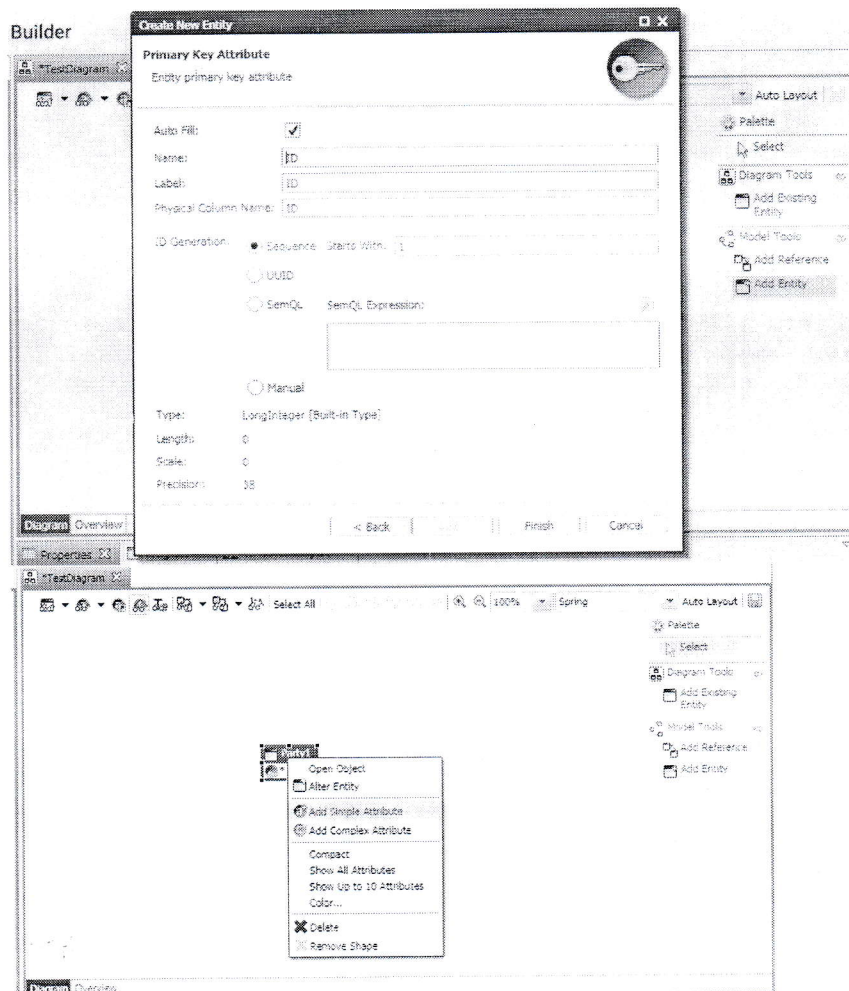 Builder
Create New Entity
Primary Key Attribute
Entity primary key attribute
Auto Fill:
Name: ID
Label: ID
Physical Column Name: ID
ID Generation: Sequence Starts With: 1
UUID
SemQL SemQL Expression:
Manual
Type: LongInteger [Built-in Type]
Length: 0
Scale: 0
Precision: 38
< Back
Finish
Cancel
*TestDiagram
Auto Layout
Palette
Select
Diagram Tools
Add Existing
Entity
Model Tools
Add Reference
Add Entity
Diagram Overview
Properties
*TestDiagram
Select All
100%
Spring
Auto Layout
Palette
Select
Diagram Tools
Add Existing
Entity
Model Tools
Add Reference
Add Entity
Open Object
Alter Entity
Add Simple Attribute
Add Complex Attribute
Compact
Show All Attributes
Show Up to 10 Attributes
Color...
Delete
Remove Shape
Diagram Overview